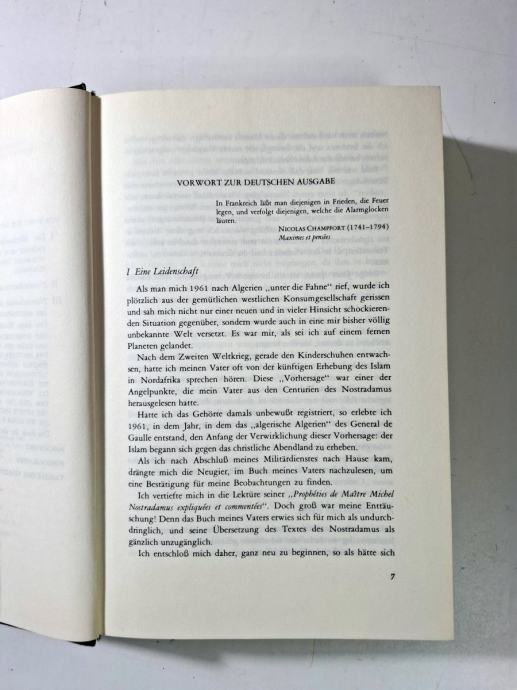 VORWORT ZUR DEUTSCHEN AUSGABE
In Frankreich läßt man diejenigen in Frieden, die Feuer
legen, und verfolgt diejenigen, welche die Alarmglocken
läuten.
NICOLAS CHAMPFORT (1741–1794)
Maximes et pensées
1 Eine Leidenschaft
Als man mich 1961 nach Algerien „unter die Fahne" rief, wurde ich
plötzlich aus der gemütlichen westlichen Konsumgesellschaft gerissen
und sah mich nicht nur einer neuen und in vieler Hinsicht schockieren-
den Situation gegenüber, sondern wurde auch in eine mir bisher völlig
unbekannte Welt versetzt. Es war mir, als sei ich auf einem fernen
Planeten gelandet.
Nach dem Zweiten Weltkrieg, gerade den Kinderschuhen entwach-
sen, hatte ich meinen Vater oft von der künftigen Erhebung des Islam
in Nordafrika sprechen hören. Diese „Vorhersage" war einer der
Angelpunkte, die mein Vater aus den Centurien des Nostradamus
herausgelesen hatte.
Hatte ich das Gehörte damals unbewußt registriert, so erlebte ich
1961, in dem Jahr, in dem das „algerische Algerien" des General de
Gaulle entstand, den Anfang der Verwirklichung dieser Vorhersage: der
Islam begann sich gegen das christliche Abendland zu erheben.
Als ich nach Abschluß meines Militärdienstes nach Hause kam,
drängte mich die Neugier, im Buch meines Vaters nachzulesen, um
eine Bestätigung für meine Beobachtungen zu finden.
Ich vertiefte mich in die Lektüre seiner „Prophéties de Maître Michel
Nostradamus expliquées et commentées". Doch groß war meine Enttäu-
schung! Denn das Buch meines Vaters erwies sich für mich als undurch-
dringlich, und seine Übersetzung des Textes des Nostradamus als
gänzlich unzugänglich.
Ich entschloß mich daher, ganz neu zu beginnen, so als hätte sich
7